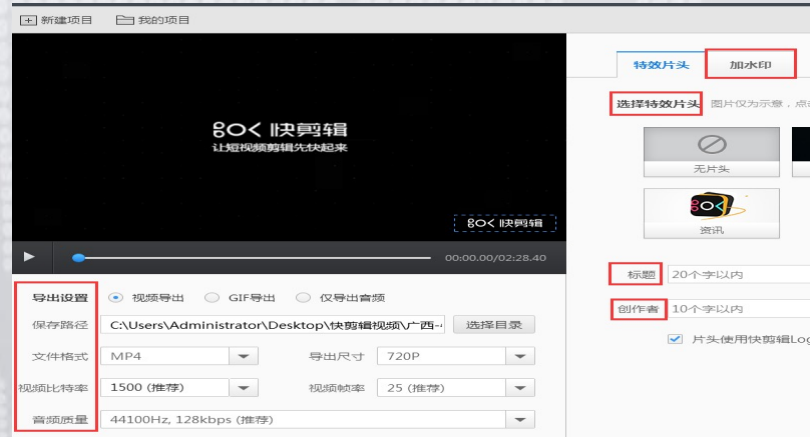 新建项目 我的项目
特效片头 加水印
选择特效片头 图片仅为示意，点
快剪辑
让短视频剪辑先快起来
快剪辑
无片头
资讯
00:00.00/02:28.40
标题 20个字以内
创作者 10个字以内
片头使用快剪辑Log
导出设置 视频导出 GIF导出 仅导出音频
保存路径 C:\Users\Administrator\Desktop\快剪辑视频\广西- 选择目录
文件格式 MP4 导出尺寸 720P
视频比特率 1500 (推荐) 视频帧率 25 (推荐)
音频质量 44100Hz, 128kbps (推荐)